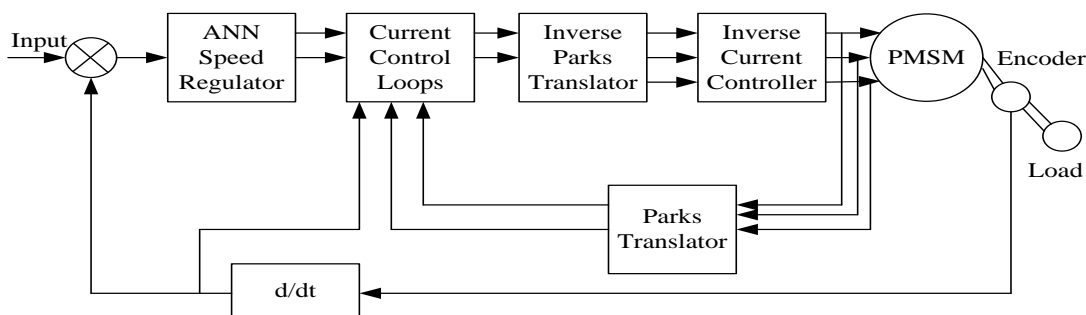 Input
ANN
Speed
Regulator
Current
Control
Loops
Inverse
Parks
Translator
Inverse
Current
Controller
PMSM
Encoder
Load
Parks
Translator
d/dt